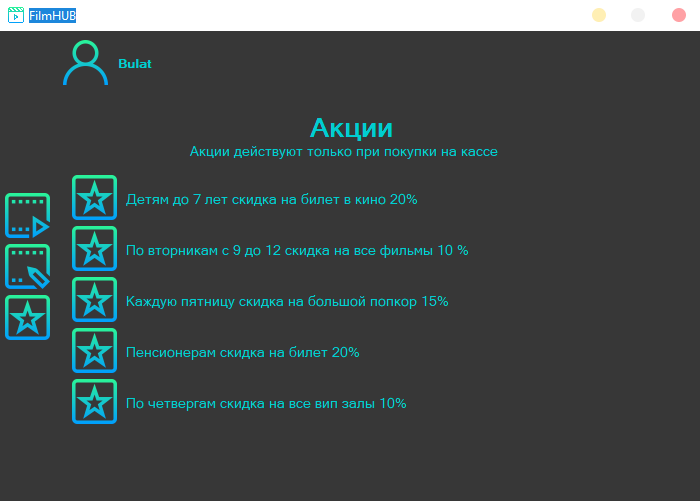 FilmHUB
Bulat
Акции
Акции действуют только при покупки на кассе
Детям до 7 лет скидка на билет в кино 20%
По вторникам с 9 до 12 скидка на все фильмы 10 %
Каждую пятницу скидка на большой попкор 15%
Пенсионерам скидка на билет 20%
По четвергам скидка на все вип залы 10%